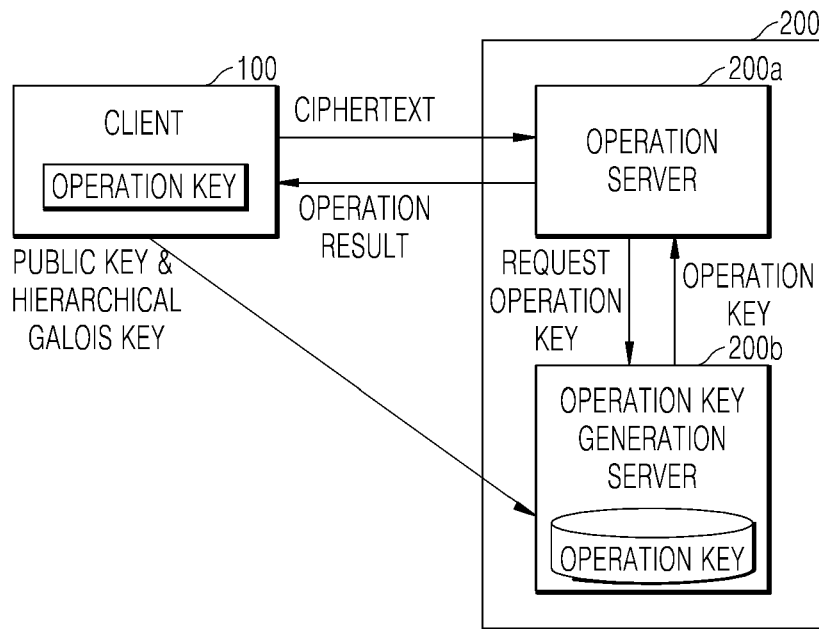 200
100
CLIENT
OPERATION KEY
CIPHERTEXT
OPERATION
RESULT
200a
OPERATION
SERVER
PUBLIC KEY &
HIERARCHICAL
GALOIS KEY
REQUEST
OPERATION
KEY
OPERATION
KEY
200b
OPERATION KEY
GENERATION
SERVER
OPERATION KEY